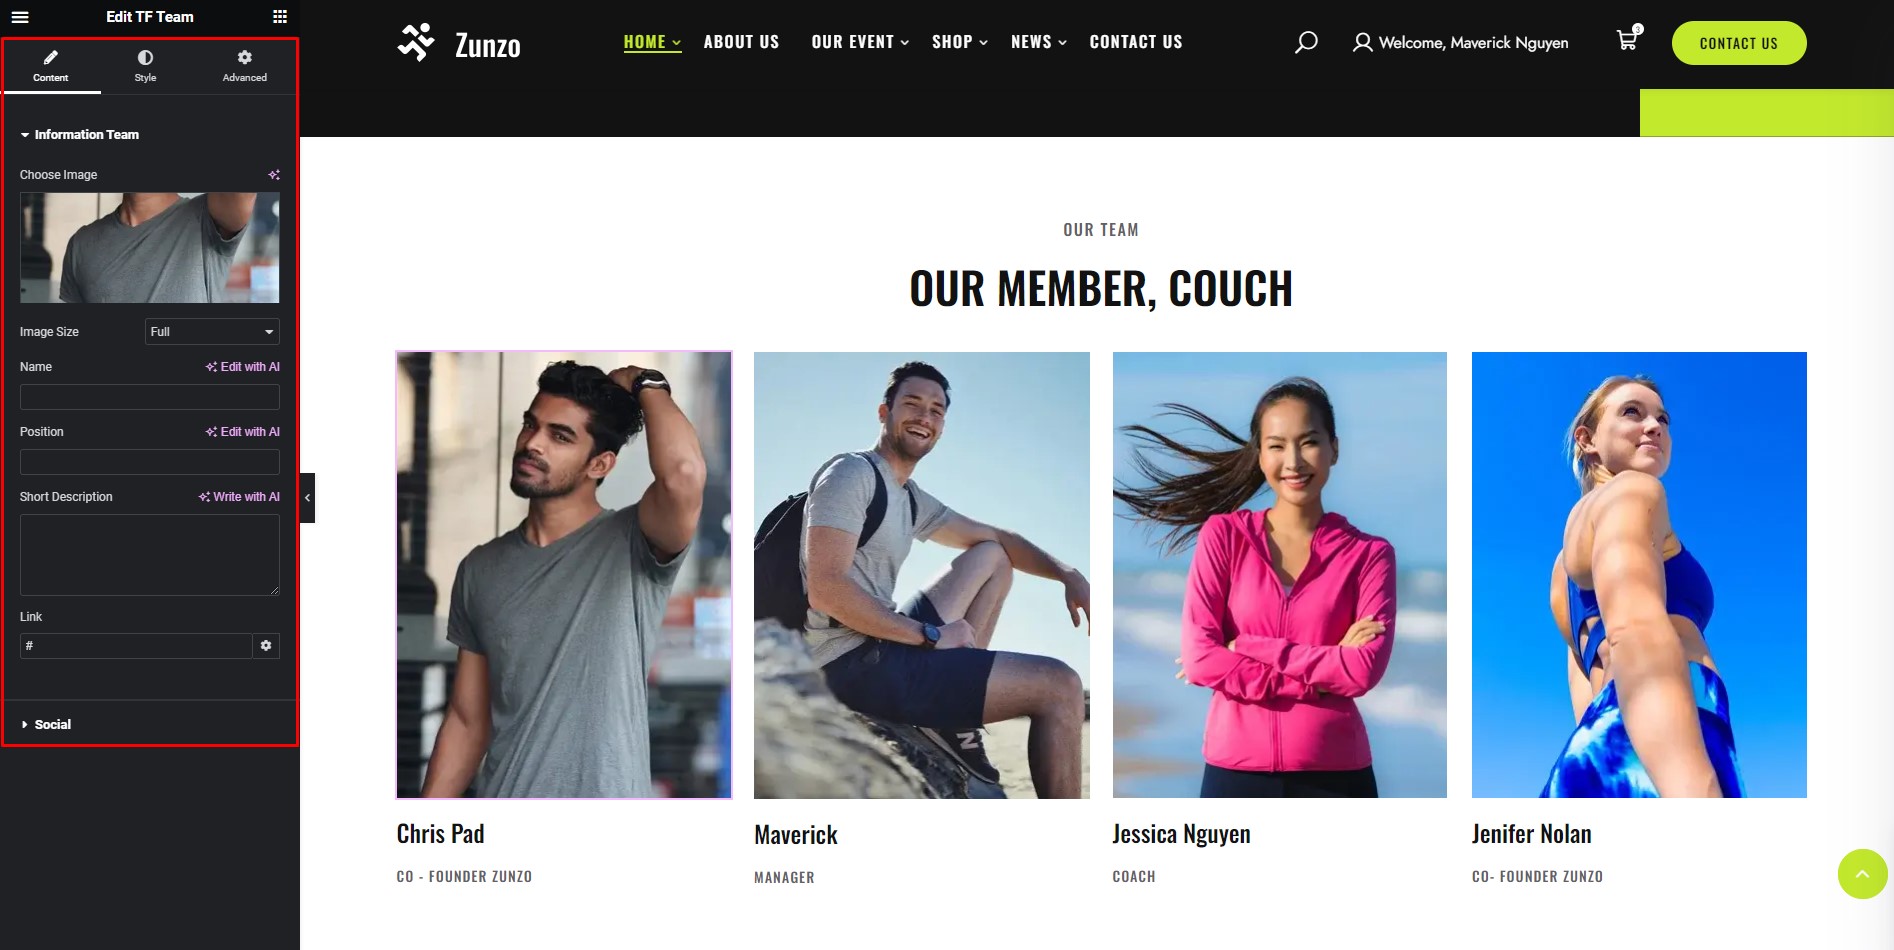 Edit TF Team
Content
Style
Advanced
Information Team
Choose Image
Image Size
Full
Name
Edit with AI
Position
Edit with AI
Short Description
Write with AI
Link
#
Social
Zunzo
HOME
ABOUT US
OUR EVENT
SHOP
NEWS
CONTACT US
Welcome, Maverick Nguyen
CONTACT US
OUR TEAM
OUR MEMBER, COUCH
Chris Pad
CO - FOUNDER ZUNZO
Maverick
MANAGER
Jessica Nguyen
COACH
Jenifer Nolan
CO- FOUNDER ZUNZO